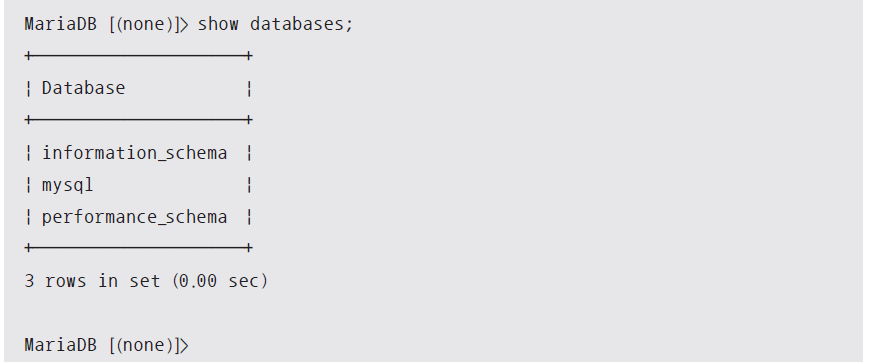 MariaDB [(none)]> show databases;
+--------------------+
| Database           |
+--------------------+
| information_schema |
| mysql              |
| performance_schema |
+--------------------+
3 rows in set (0.00 sec)
MariaDB [(none)]>